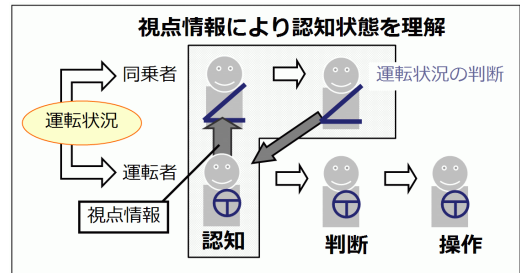 視点情報により認知状態を理解
同乗者
運転状況の判断
運転状況
運転者
視点情報
認知
判断
操作